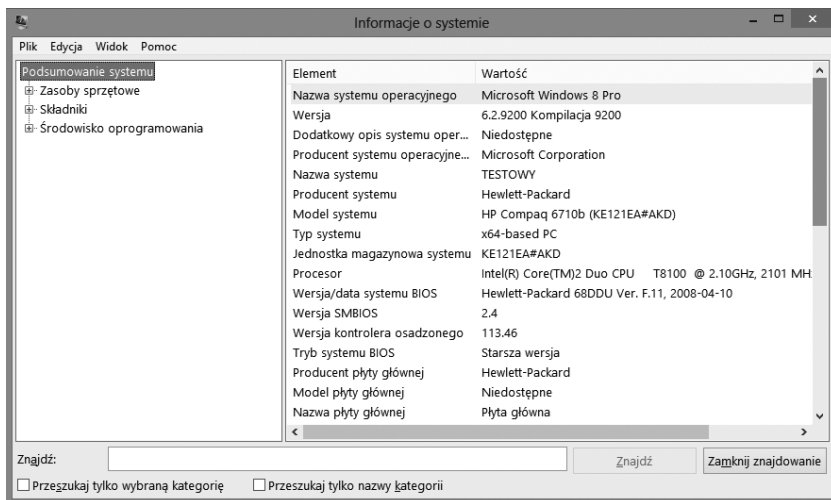 Informacje o systemie
Plik Edycja Widok Pomoc
Podsumowanie systemu
Zasoby sprzętowe
Składniki
Środowisko oprogramowania
Element Wartość
Nazwa systemu operacyjnego Microsoft Windows 8 Pro
Wersja 6.2.9200 Kompilacja 9200
Dodatkowy opis systemu oper... Niedostępne
Producent systemu operacyjne... Microsoft Corporation
Nazwa systemu TESTOWY
Producent systemu Hewlett-Packard
Model systemu HP Compaq 6710b (KE121EA#AKD)
Typ systemu x64-based PC
Jednostka magazynowa systemu KE121EA#AKD
Procesor Intel(R) Core(TM)2 Duo CPU T8100 @ 2.10GHz, 2101 MH
Wersja/data systemu BIOS Hewlett-Packard 68DDU Ver. F.11, 2008-04-10
Wersja SMBIOS 2.4
Wersja kontrolera osadzonego 113.46
Tryb systemu BIOS Starsza wersja
Producent płyty głównej Hewlett-Packard
Model płyty głównej Niedostępne
Nazwa płyty głównej Płyta główna
Znajdź: Znajdź Zamknij znajdowanie
Przeszukaj tylko wybraną kategorię Przeszukaj tylko nazwy kategorii